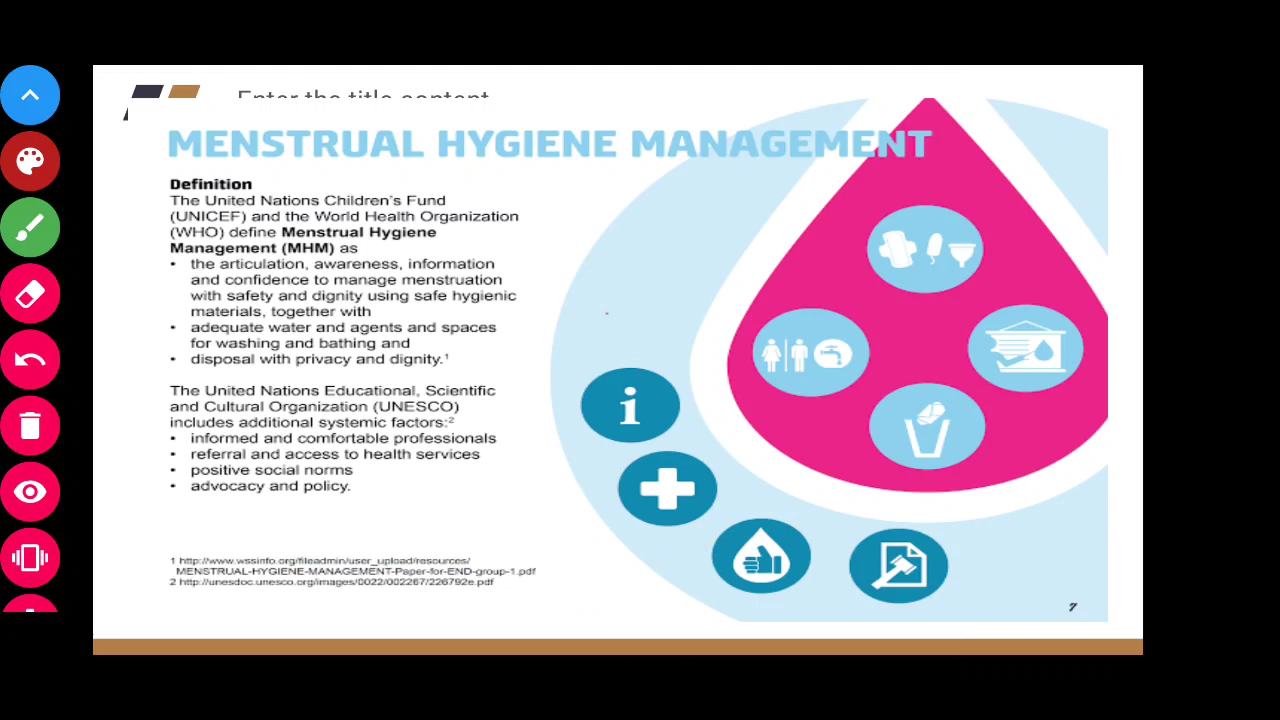 Enter the title content
MENSTRUAL HYGIENE MANAGEMENT
Definition
The United Nations Children's Fund
(UNICEF) and the World Health Organization
(WHO) define Menstrual Hygiene
Management (MHM) as
• the articulation, awareness, information
and confidence to manage menstruation
with safety and dignity using safe hygienic
materials, together with
• adequate water and agents and spaces
for washing and bathing and
• disposal with privacy and dignity.¹
The United Nations Educational, Scientific
and Cultural Organization (UNESCO)
includes additional systemic factors:²
• informed and comfortable professionals
• referral and access to health services
• positive social norms
• advocacy and policy.
1 http://www.wssinfo.org/fileadmin/user_upload/resources/
MENSTRUAL-HYGIENE-MANAGEMENT-Paper-for-END-group-1.pdf
2 http://unesdoc.unesco.org/images/0022/002267/226792e.pdf
i
7